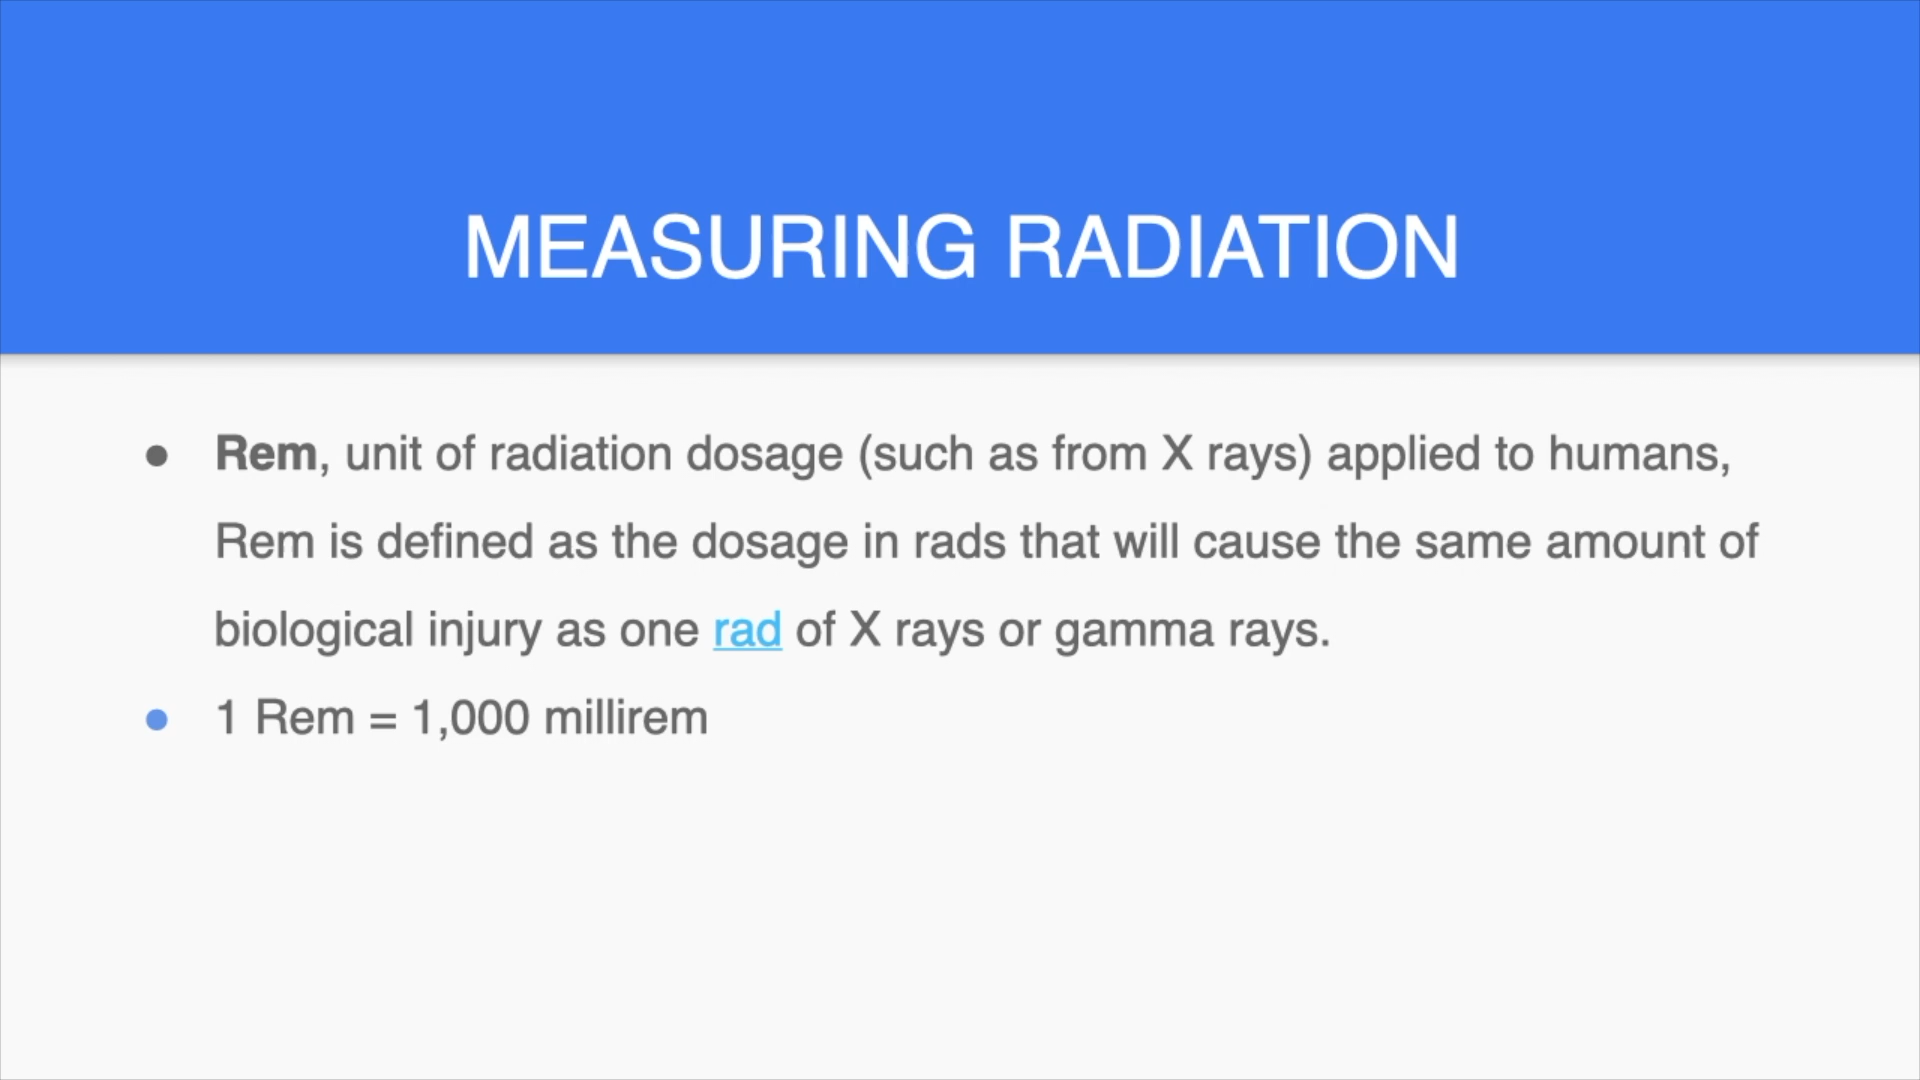 MEASURING RADIATION
● Rem, unit of radiation dosage (such as from X rays) applied to humans,
Rem is defined as the dosage in rads that will cause the same amount of
biological injury as one rad of X rays or gamma rays.
● 1 Rem = 1,000 millirem